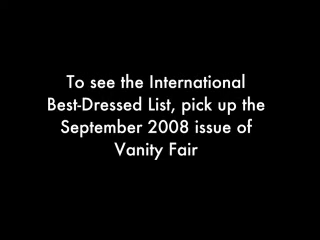 To see the International
Best-Dressed List, pick up the
September 2008 issue of
Vanity Fair